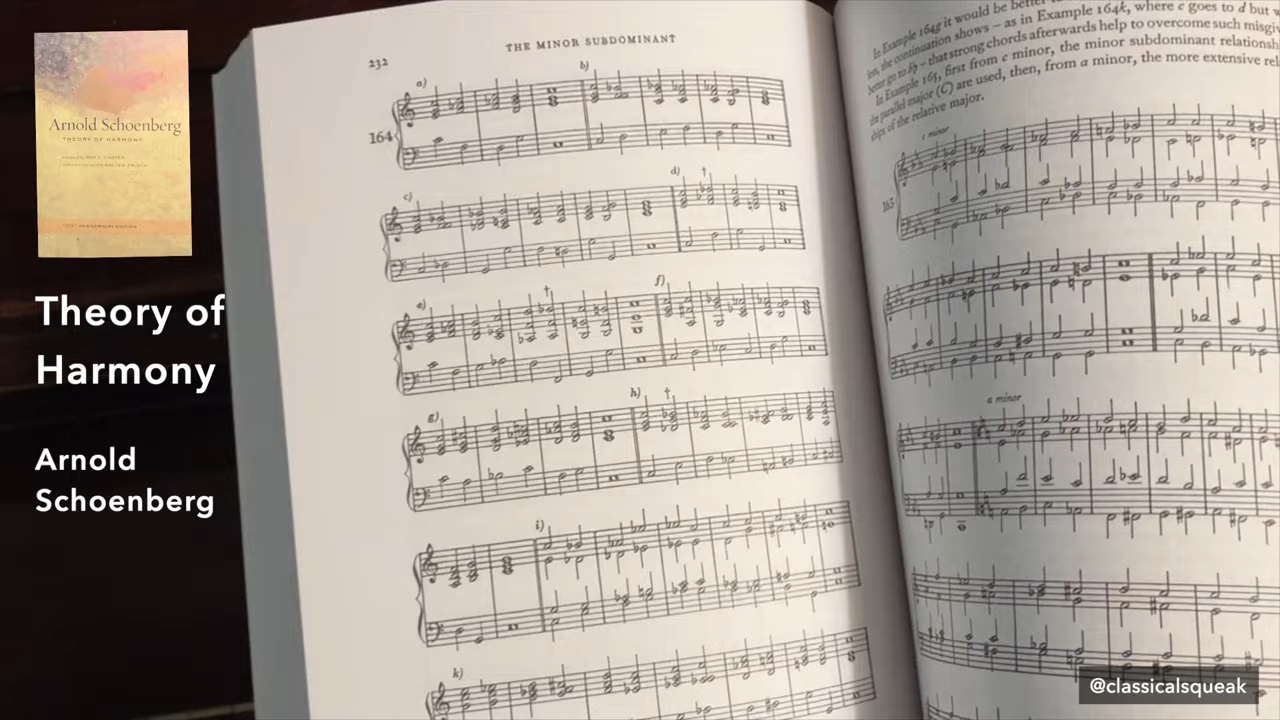 Arnold Schoenberg
THEORY OF HARMONY
100TH ANNIVERSARY EDITION
Theory of
Harmony
Arnold
Schoenberg
232
THE MINOR SUBDOMINANT
a)
b)
164
c)
d)
†
e)
†
f)
g)
h)
†
i)
k)
In Example 164g it would be better
the continuation shows – as in Example 164k, where c goes to d but
better go to d♭ – that strong chords afterwards help to overcome such
In Example 165, first from c minor, the minor subdominant
the parallel major (C) are used, then, from a minor, the more extensive
ships of the relative major.
c minor
165
a minor
@classicalsqueak